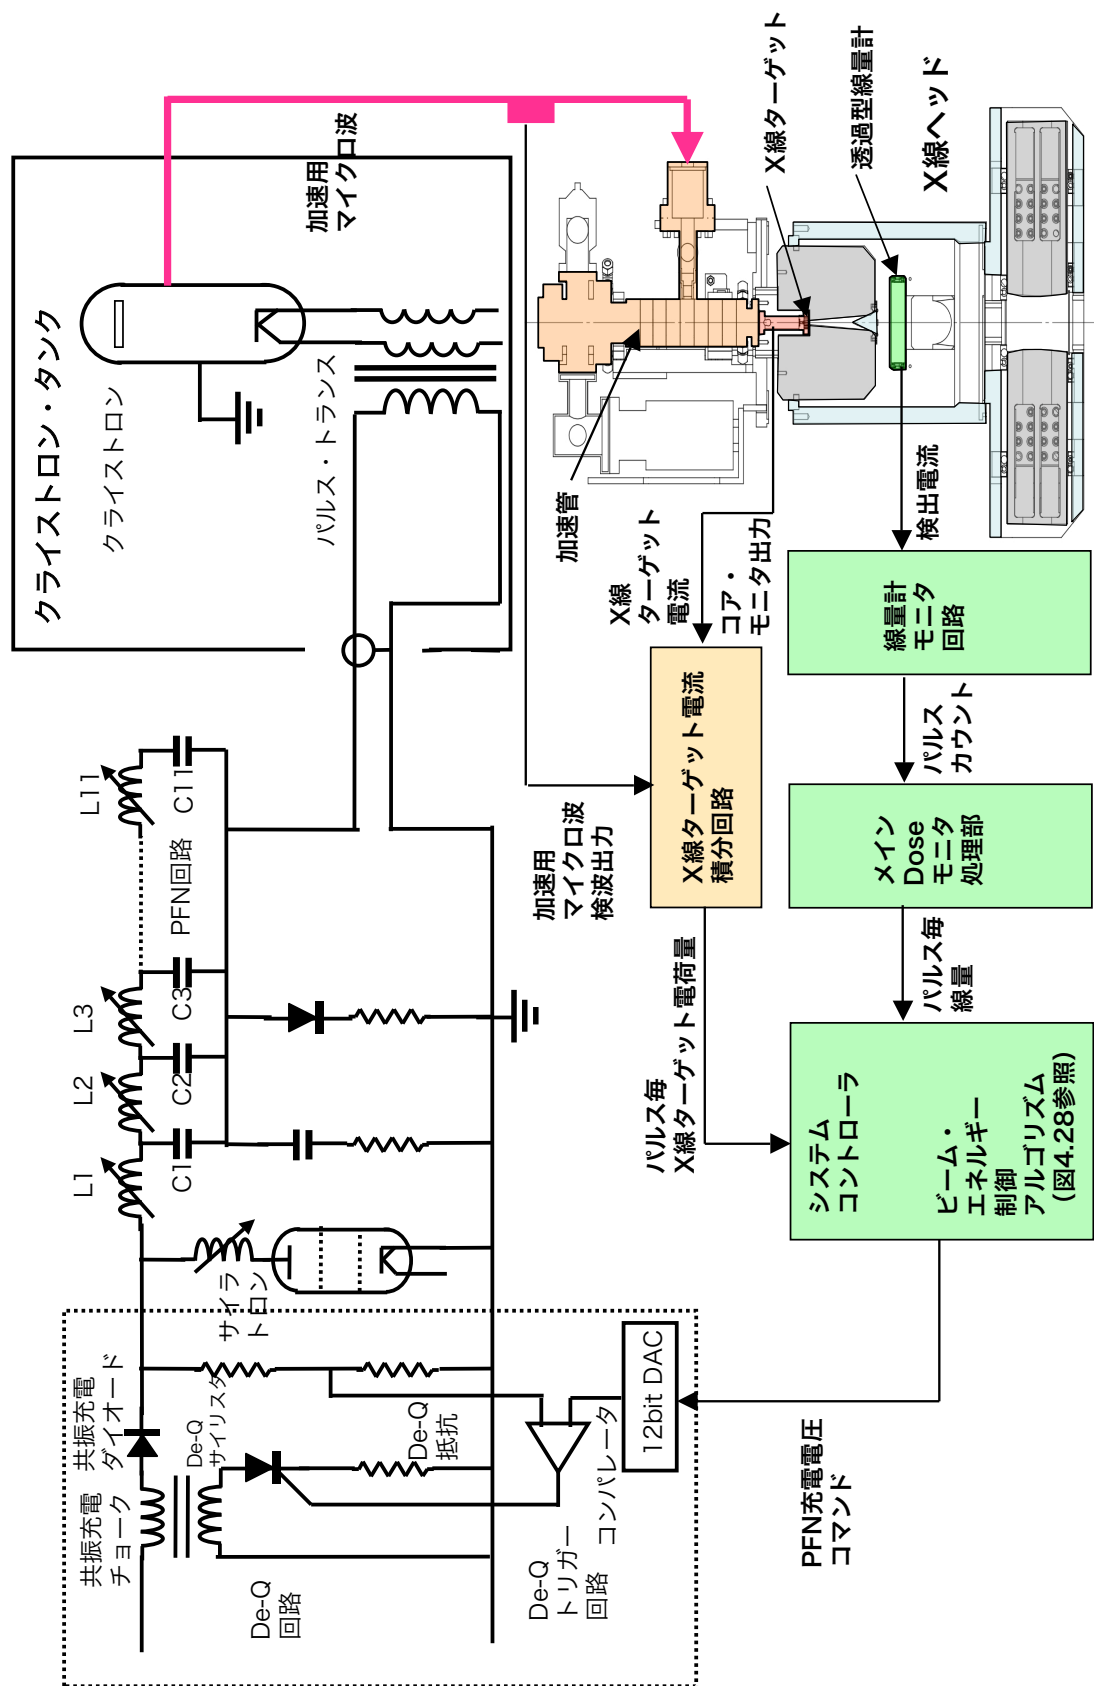 クライストロン・タンク
クライストロン
パルス・トランス
加速用
マイクロ波
X線ターゲット
透過型線量計
X線ヘッド
加速管
X線
ターゲット
電流
コア・
モニタ出力
検出電流
線量計
モニタ
回路
パルス
カウント
メイン
Dose
モニタ
処理部
パルス毎
線量
X線ターゲット電流
積分回路
加速用
マイクロ波
検波出力
パルス毎
X線ターゲット電荷量
システム
コントローラ
ビーム・
エネルギー
制御
アルゴリズム
(図4.28参照)
PFN充電電圧
コマンド
L1
L2
L3
L11
C1
C2
C3
C11
PFN回路
サイラ
トロン
共振充電
ダイオード
共振充電
チョーク
De-Q
サイリスタ
De-Q
抵抗
De-Q
回路
De-Q
トリガー
回路
コンパレータ
12bit DAC